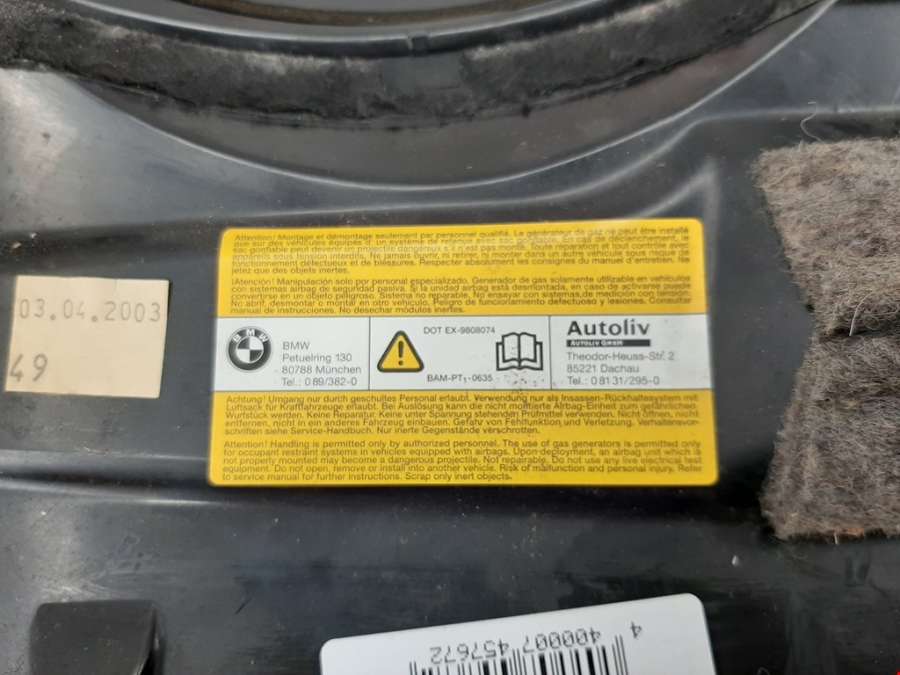 Attention! Montage et démontage seulement par personnel qualifié. Le générateur de gaz ne peut être installé
que sur des véhicules équipés d'un système de retenue avec sac gonflable. En cas de déclenchement, le
sac gonflable peut devenir un projectile dangereux s'il n'est pas monté. Toute réparation et tout contrôle avec
appareils sous tension interdits. Ne jamais ouvrir, ni retirer, ni monter dans un autre véhicule sous risque de
fonctionnement défectueux et de blessures. Respecter absolument les consignes du manuel d'entretien. Ne
jetez que des objets inertes.
¡Atención! Manipulación solo por personal especializado. Generador de gas solamente utilizable en vehículos
con sistemas airbag de seguridad pasiva. Si la unidad airbag está desmontada, en caso de activarse puede
convertirse en un objeto peligroso. Sistema no reparable. No ensayar con sistemas de medición con tensión.
No abrir, desmontar o montar en otro vehículo. Peligro de funcionamiento defectuoso y lesiones. Consultar
manual de instrucciones. No desechar módulos inertes.
03.04.2003
49
BMW
BMW
Petuelring 130
80788 München
Tel.: 0 89/382-0
DOT EX-9808074
BAM-PT₁-0635
Autoliv
AUTOLIV GMBH
Theodor-Heuss-Str. 2
85221 Dachau
Tel.: 0 81 31/295-0
Achtung! Umgang nur durch geschultes Personal erlaubt. Verwendung nur als Insassen-Rückhaltesystem mit
Luftsack für Kraftfahrzeuge erlaubt. Bei Auslösung kann die nicht montierte Airbag-Einheit zum gefährlichen
Wurfstück werden. Keine Reparatur. Keine unter Spannung stehenden Prüfmittel verwenden. Nicht öffnen, nicht
entfernen, nicht in ein anderes Fahrzeug einbauen. Gefahr von Fehlfunktion und Verletzung. Verhaltensvor-
schriften siehe Service-Handbuch. Nur inerte Gegenstände verschrotten.
Attention! Handling is permitted only by authorized personnel. The use of gas generators is permitted only
for occupant restraint systems in vehicles equipped with airbags. Upon deployment, an airbag unit which is
not properly mounted may become a dangerous projectile. Not repairable. Do not use any live electrical test
equipment. Do not open, remove or install into another vehicle. Risk of malfunction and personal injury. Refer
to service manual for further instructions. Scrap only inert objects.
4 400007 457672